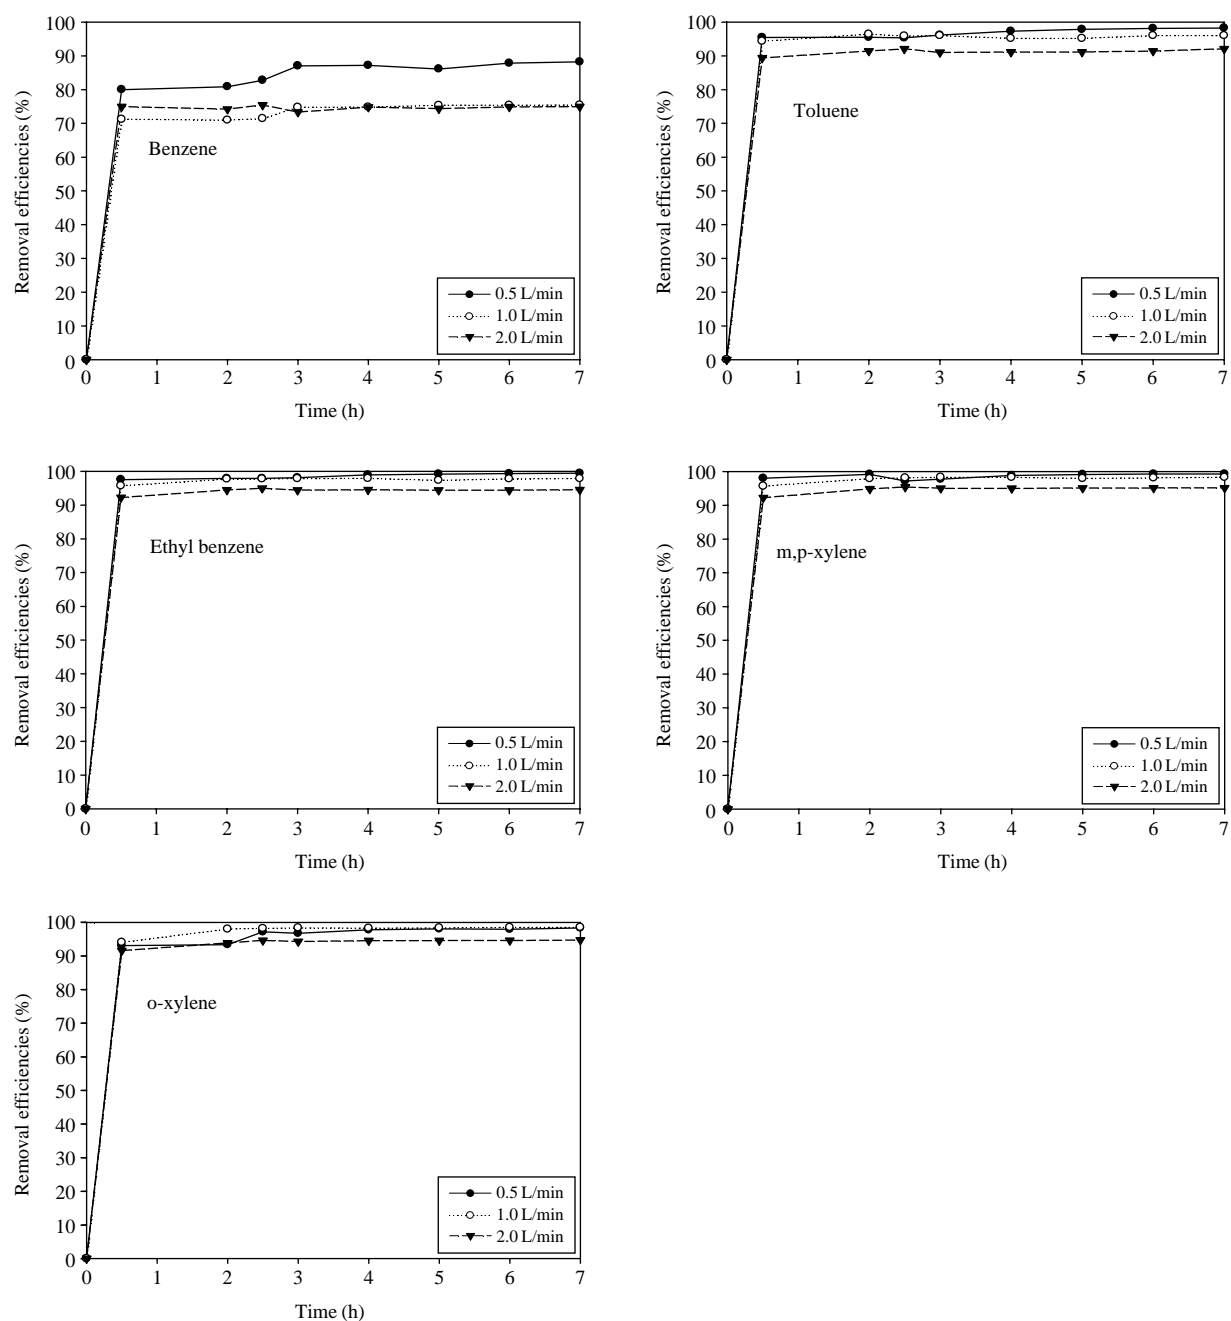 Removal efficiencies (%)
100
90
80
70
60
50
40
30
20
10
0
Benzene
0.5 L/min
1.0 L/min
2.0 L/min
0 1 2 3 4 5 6 7
Time (h)
Removal efficiencies (%)
100
90
80
70
60
50
40
30
20
10
0
Toluene
0.5 L/min
1.0 L/min
2.0 L/min
0 1 2 3 4 5 6 7
Time (h)
Removal efficiencies (%)
100
90
80
70
60
50
40
30
20
10
0
Ethyl benzene
0.5 L/min
1.0 L/min
2.0 L/min
0 1 2 3 4 5 6 7
Time (h)
Removal efficiencies (%)
100
90
80
70
60
50
40
30
20
10
0
m,p-xylene
0.5 L/min
1.0 L/min
2.0 L/min
0 1 2 3 4 5 6 7
Time (h)
Removal efficiencies (%)
100
90
80
70
60
50
40
30
20
10
0
o-xylene
0.5 L/min
1.0 L/min
2.0 L/min
0 1 2 3 4 5 6 7
Time (h)